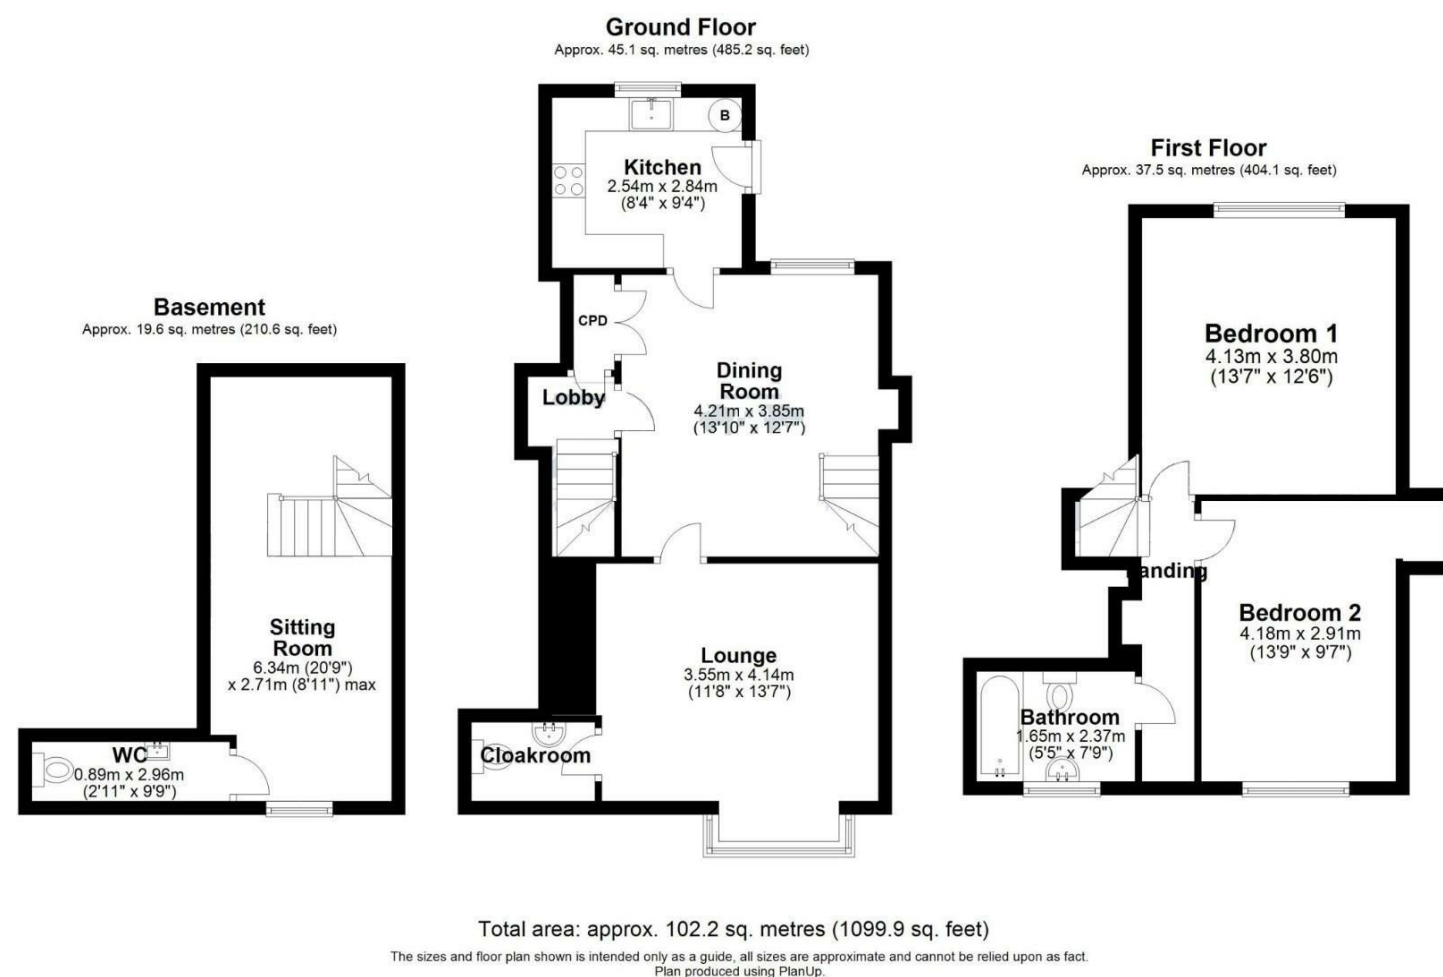 Ground Floor
Approx. 45.1 sq. metres (485.2 sq. feet)
B
Kitchen
2.54m x 2.84m
(8'4" x 9'4")
CPD
Lobby
Dining
Room
4.21m x 3.85m
(13'10" x 12'7")
Lounge
3.55m x 4.14m
(11'8" x 13'7")
Cloakroom
First Floor
Approx. 37.5 sq. metres (404.1 sq. feet)
Bedroom 1
4.13m x 3.80m
(13'7" x 12'6")
Landing
Bedroom 2
4.18m x 2.91m
(13'9" x 9'7")
Bathroom
1.65m x 2.37m
(5'5" x 7'9")
Basement
Approx. 19.6 sq. metres (210.6 sq. feet)
Sitting
Room
6.34m (20'9")
x 2.71m (8'11") max
WC
0.89m x 2.96m
(2'11" x 9'9")
Total area: approx. 102.2 sq. metres (1099.9 sq. feet)
The sizes and floor plan shown is intended only as a guide, all sizes are approximate and cannot be relied upon as fact.
Plan produced using PlanUp.